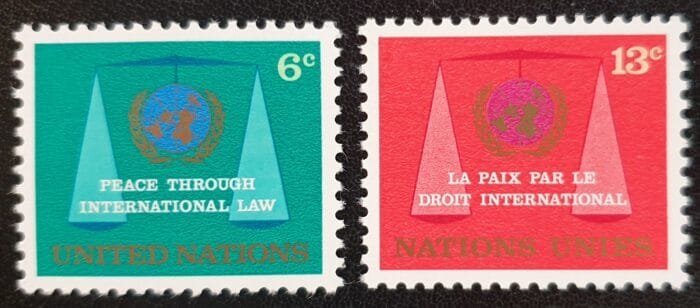 6c
PEACE THROUGH
INTERNATIONAL LAW
UNITED NATIONS
13c
LA PAIX PAR LE
DROIT INTERNATIONAL
NATIONS UNIES